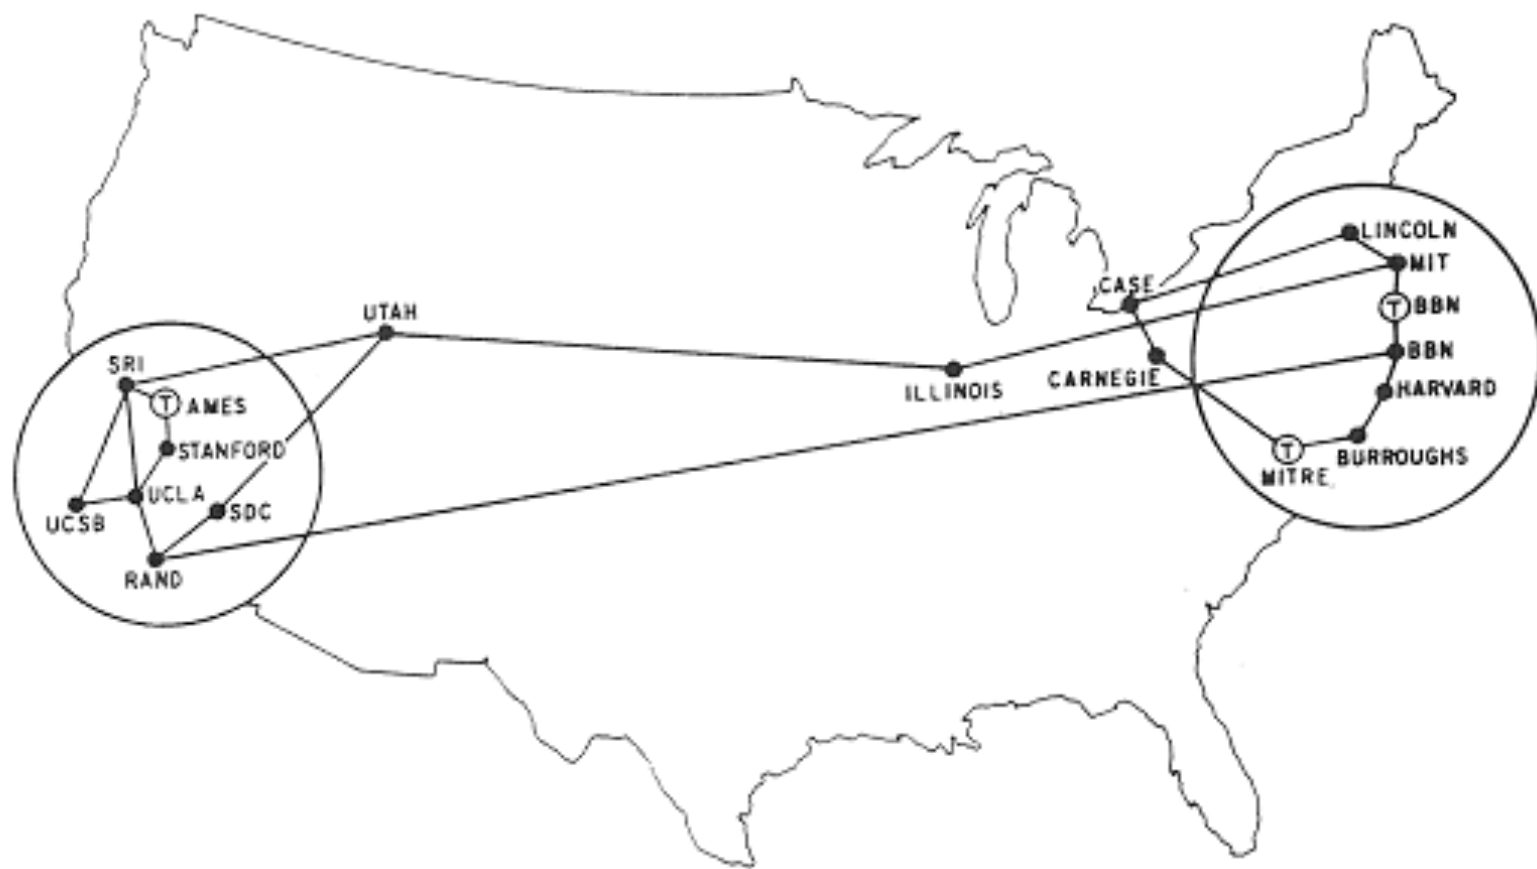 UTAH
SRI
T AMES
STANFORD
UCLA
UCSB
SDC
RAND
ILLINOIS
CASE
CARNEGIE
LINCOLN
MIT
T BBN
BBN
HARVARD
BURROUGHS
T
MITRE